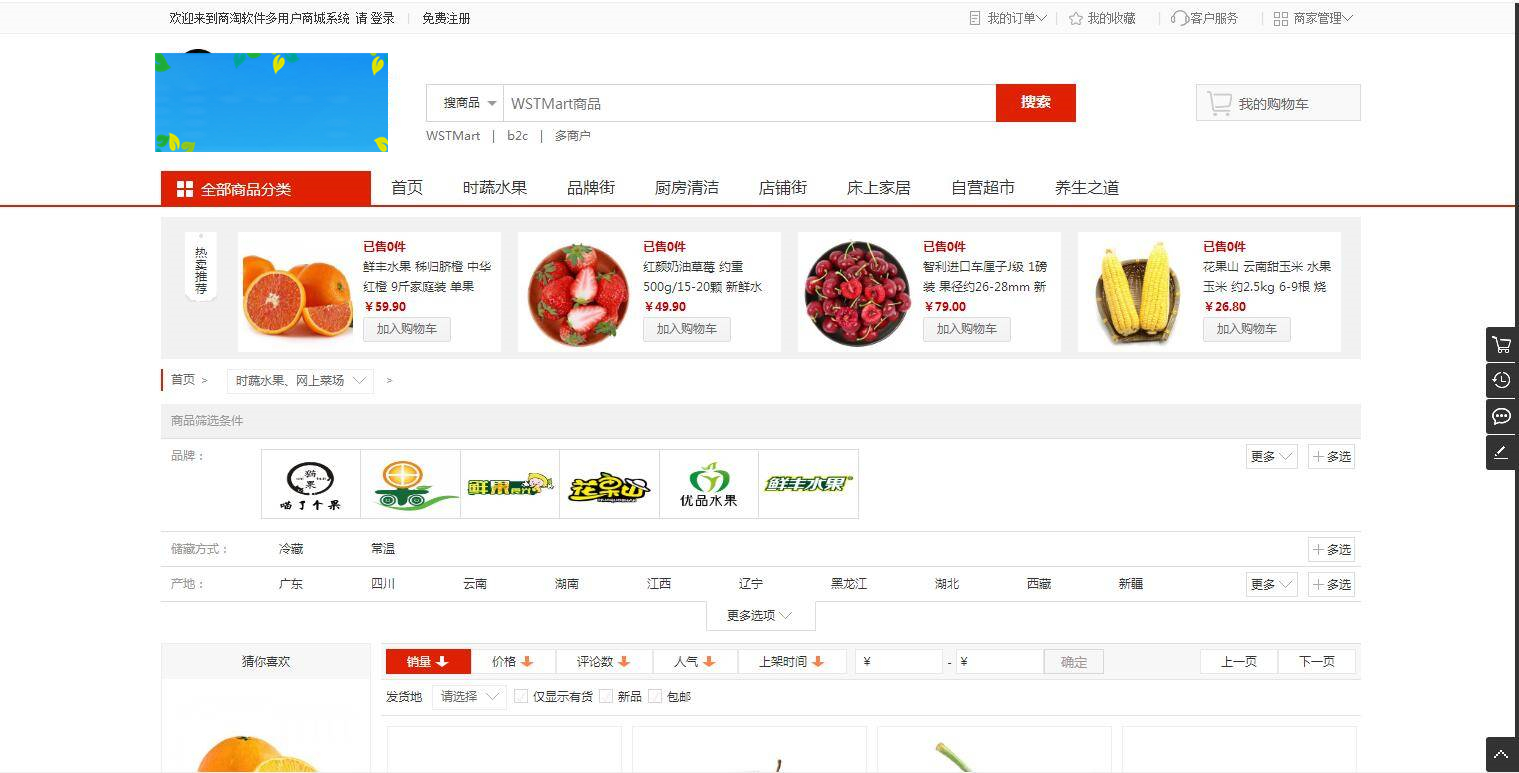 欢迎来到商淘软件多用户商城系统 请 登录 免费注册
我的订单 我的收藏 客户服务 商家管理
搜商品 WSTMart商品 搜索
我的购物车
WSTMart | b2c | 多商户
全部商品分类 首页 时蔬水果 品牌街 厨房清洁 店铺街 床上家居 自营超市 养生之道
热卖推荐
已售0件
鲜丰水果 秭归脐橙 中华
红橙 9斤家庭装 单果
￥59.90
加入购物车
已售0件
红颜奶油草莓 约重
500g/15-20颗 新鲜水
￥49.90
加入购物车
已售0件
智利进口车厘子J级 1磅
装 果径约26-28mm 新
￥79.00
加入购物车
已售0件
花果山 云南甜玉米 水果
玉米 约2.5kg 6-9根 烧
￥26.80
加入购物车
首页 > 时蔬水果、网上菜场 >
商品筛选条件
品牌：
喵了个果
花果山
优品水果
鲜丰水果
更多 多选
储藏方式： 冷藏 常温 多选
产地： 广东 四川 云南 湖南 江西 辽宁 黑龙江 湖北 西藏 新疆 更多 多选
更多选项
猜你喜欢
销量 价格 评论数 人气 上架时间 ¥ - ¥ 确定 上一页 下一页
发货地 请选择 仅显示有货 新品 包邮